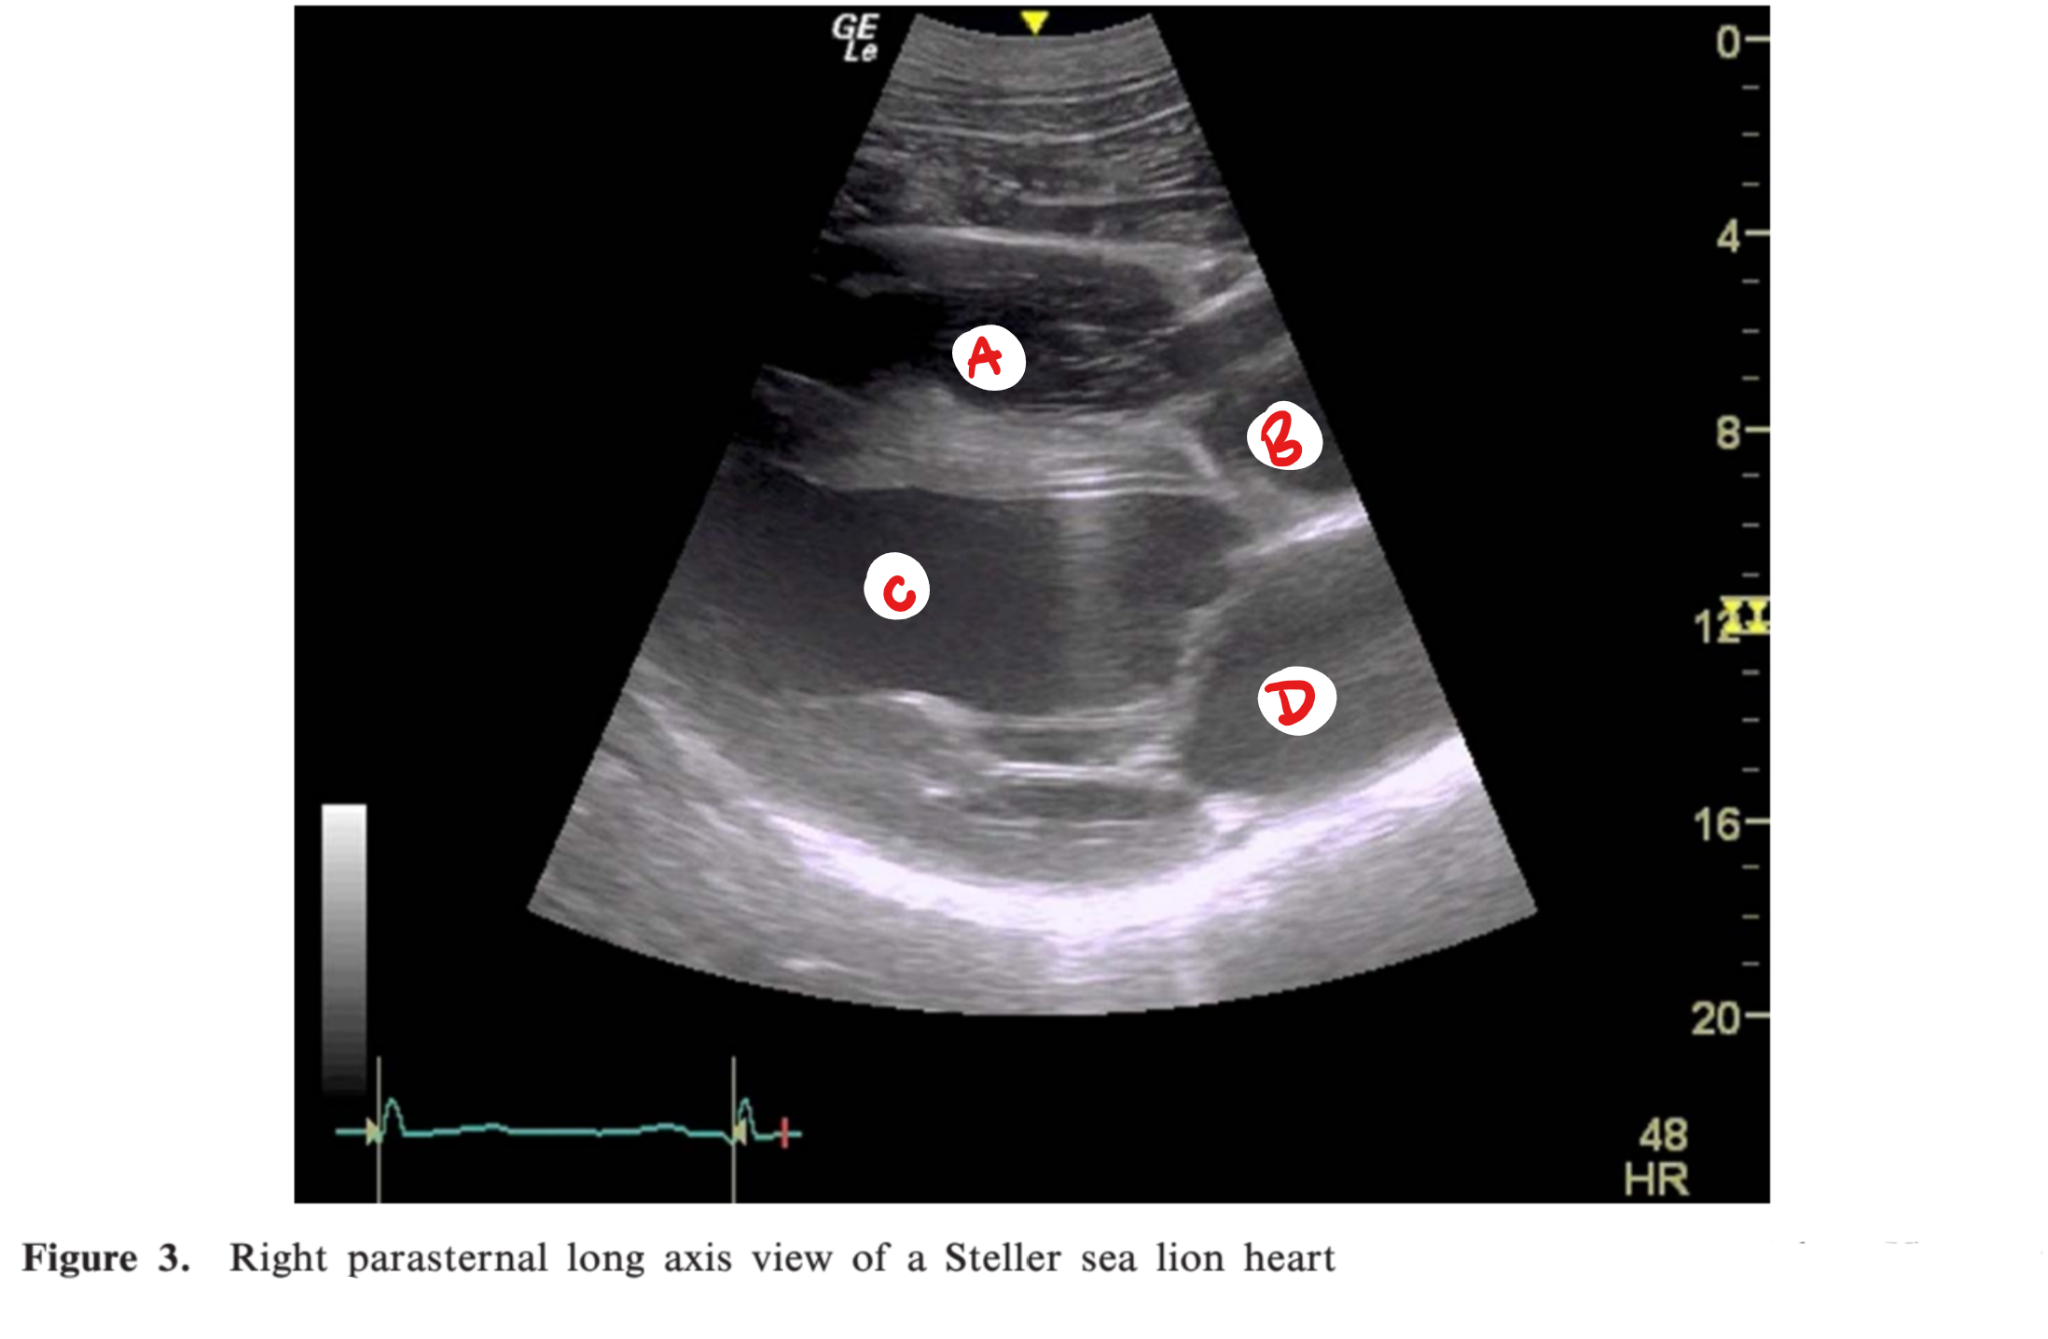 GE
Le
0
4
A
8
B
C
12
D
16
20
48
HR
Figure 3. Right parasternal long axis view of a Steller sea lion heart